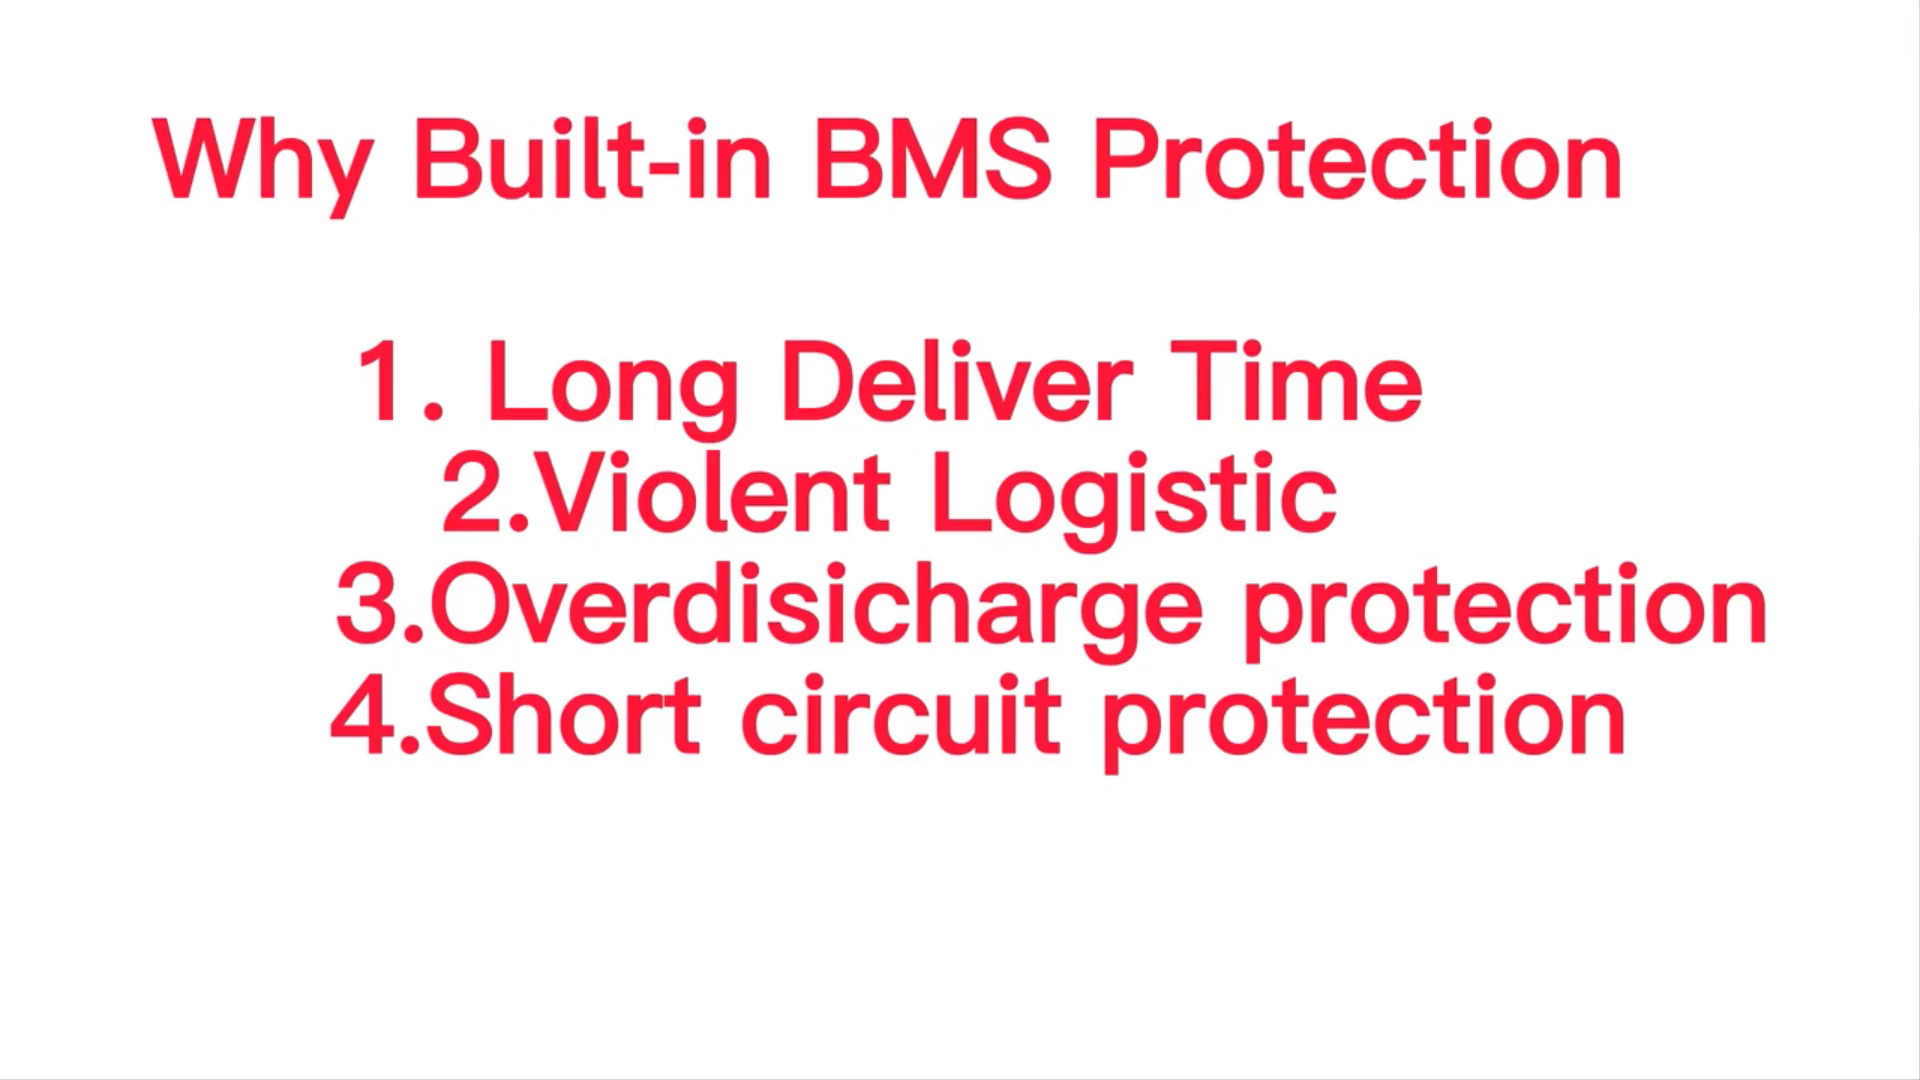 Why Built-in BMS Protection
1. Long Deliver Time
2.Violent Logistic
3.Overdisicharge protection
4.Short circuit protection